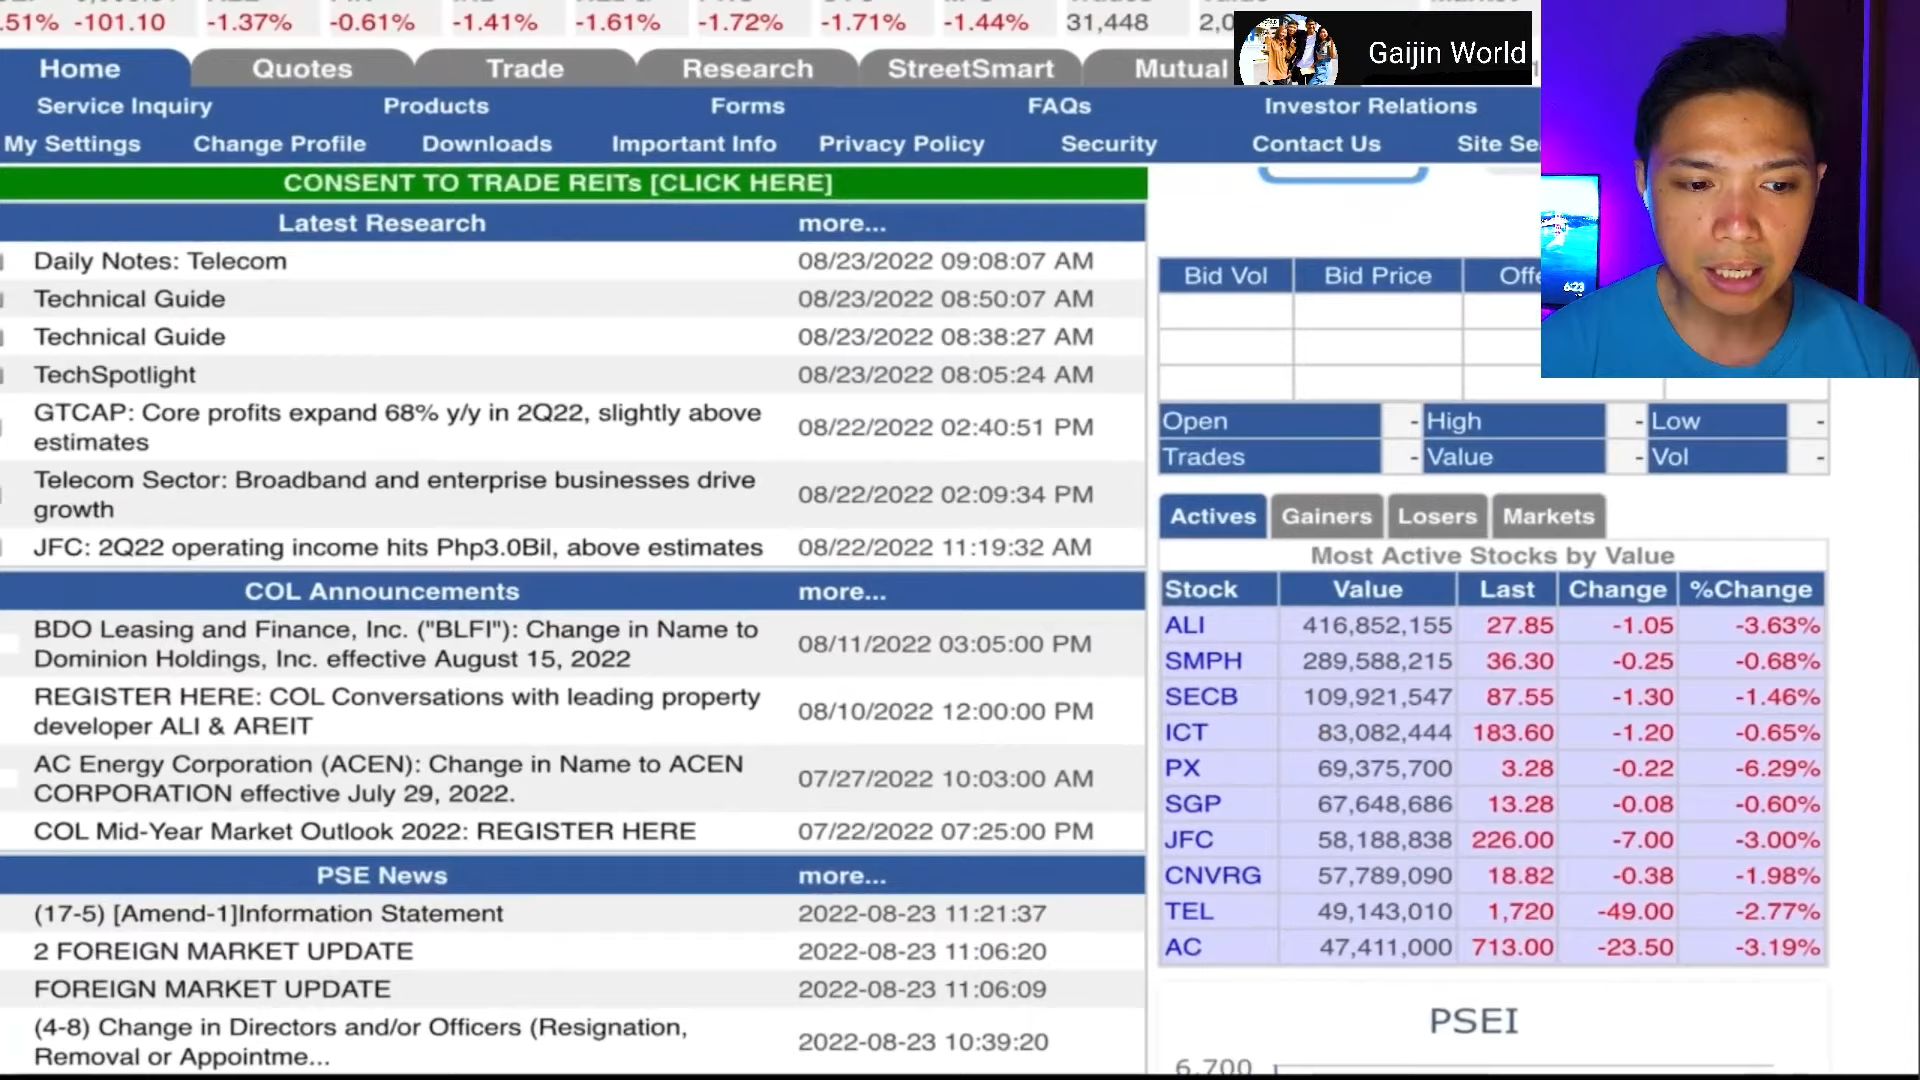 .51% -101.10 -1.37% -0.61% -1.41% -1.61% -1.72% -1.71% -1.44% 31,448
Gaijin World
Home Quotes Trade Research StreetSmart Mutual
Service Inquiry Products Forms FAQs Investor Relations
My Settings Change Profile Downloads Important Info Privacy Policy Security Contact Us Site Se
CONSENT TO TRADE REITs [CLICK HERE]
Latest Research more...
Daily Notes: Telecom 08/23/2022 09:08:07 AM
Technical Guide 08/23/2022 08:50:07 AM
Technical Guide 08/23/2022 08:38:27 AM
TechSpotlight 08/23/2022 08:05:24 AM
GTCAP: Core profits expand 68% y/y in 2Q22, slightly above
estimates
08/22/2022 02:40:51 PM
Telecom Sector: Broadband and enterprise businesses drive
growth
08/22/2022 02:09:34 PM
JFC: 2Q22 operating income hits Php3.0Bil, above estimates 08/22/2022 11:19:32 AM
COL Announcements more...
BDO Leasing and Finance, Inc. ("BLFI"): Change in Name to
Dominion Holdings, Inc. effective August 15, 2022
08/11/2022 03:05:00 PM
REGISTER HERE: COL Conversations with leading property
developer ALI & AREIT
08/10/2022 12:00:00 PM
AC Energy Corporation (ACEN): Change in Name to ACEN
CORPORATION effective July 29, 2022.
07/27/2022 10:03:00 AM
COL Mid-Year Market Outlook 2022: REGISTER HERE 07/22/2022 07:25:00 PM
PSE News more...
(17-5) [Amend-1]Information Statement 2022-08-23 11:21:37
2 FOREIGN MARKET UPDATE 2022-08-23 11:06:20
FOREIGN MARKET UPDATE 2022-08-23 11:06:09
(4-8) Change in Directors and/or Officers (Resignation,
Removal or Appointme...
2022-08-23 10:39:20
Bid Vol Bid Price Offe
6:23
Open - High - Low -
Trades - Value - Vol -
Actives Gainers Losers Markets
Most Active Stocks by Value
Stock Value Last Change %Change
ALI 416,852,155 27.85 -1.05 -3.63%
SMPH 289,588,215 36.30 -0.25 -0.68%
SECB 109,921,547 87.55 -1.30 -1.46%
ICT 83,082,444 183.60 -1.20 -0.65%
PX 69,375,700 3.28 -0.22 -6.29%
SGP 67,648,686 13.28 -0.08 -0.60%
JFC 58,188,838 226.00 -7.00 -3.00%
CNVRG 57,789,090 18.82 -0.38 -1.98%
TEL 49,143,010 1,720 -49.00 -2.77%
AC 47,411,000 713.00 -23.50 -3.19%
PSEI
6,700